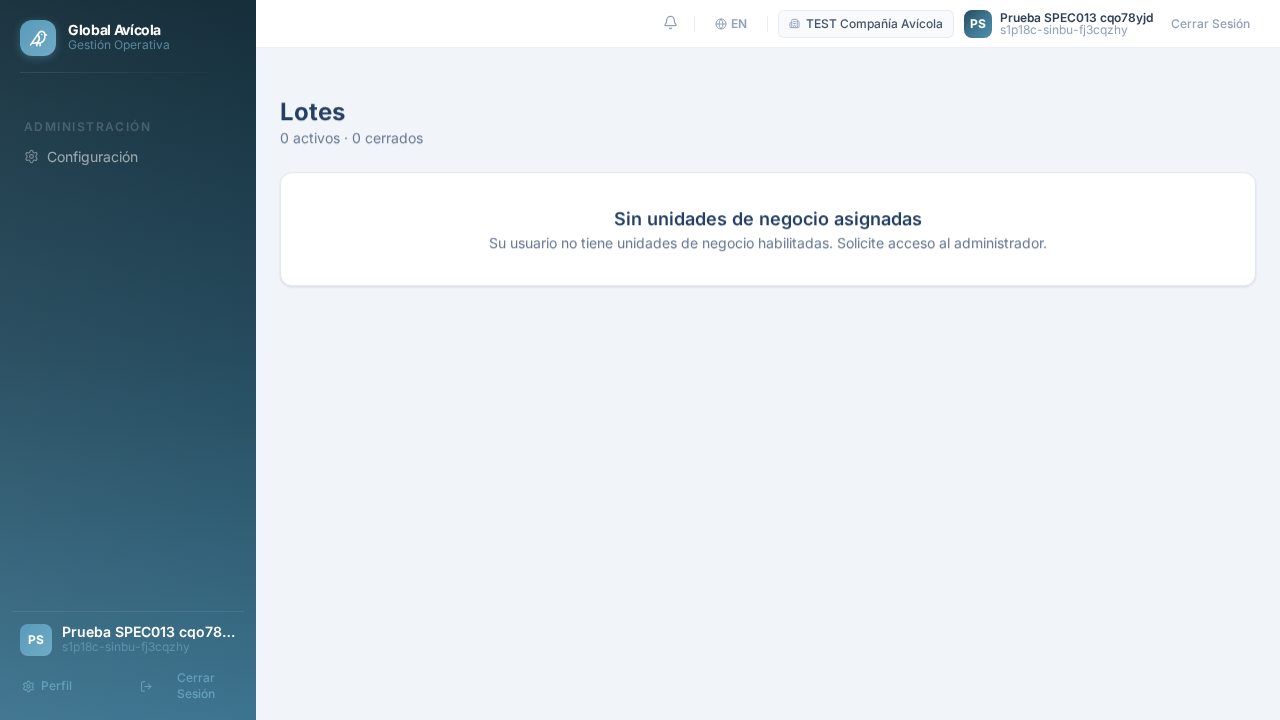 Global Avícola
Gestión Operativa
ADMINISTRACIÓN
Configuración
PS
Prueba SPEC013 cqo78...
s1p18c-sinbu-fj3cqzhy
Perfil
Cerrar
Sesión
EN
TEST Compañía Avícola
PS
Prueba SPEC013 cqo78yjd
s1p18c-sinbu-fj3cqzhy
Cerrar Sesión
Lotes
0 activos · 0 cerrados
Sin unidades de negocio asignadas
Su usuario no tiene unidades de negocio habilitadas. Solicite acceso al administrador.